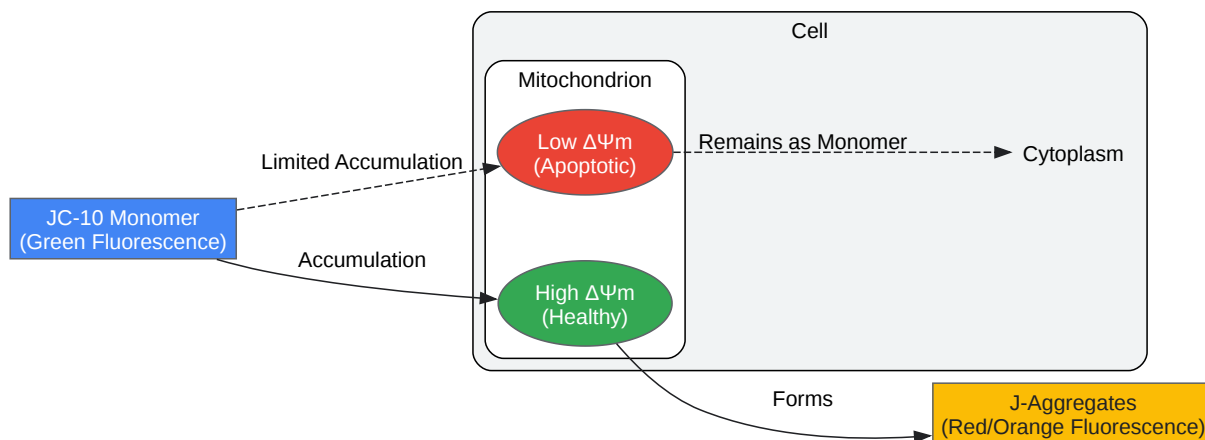 Cell
Mitochondrion
Low ΔΨm
(Apoptotic)
Remains as Monomer
Cytoplasm
Limited Accumulation
JC-10 Monomer
(Green Fluorescence)
Accumulation
High ΔΨm
(Healthy)
Forms
J-Aggregates
(Red/Orange Fluorescence)